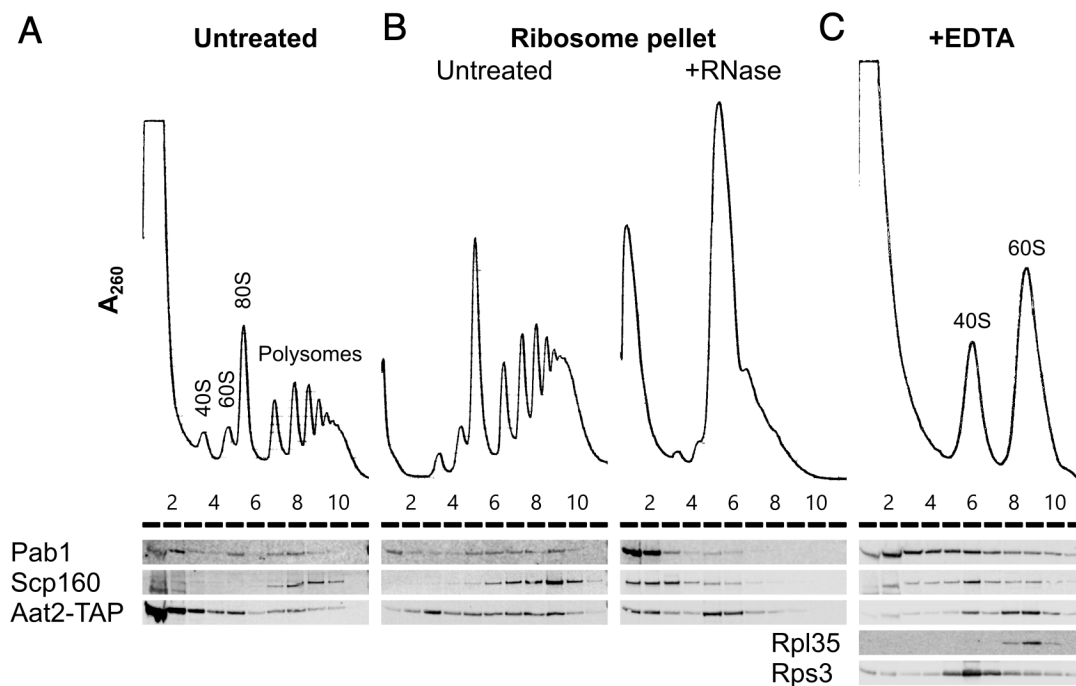 A
Untreated
B
Ribosome pellet
Untreated
+RNase
C
+EDTA
A260
40S
60S
80S
Polysomes
40S
60S
2 4 6 8 10
2 4 6 8 10
2 4 6 8 10
2 4 6 8 10
Pab1
Scp160
Aat2-TAP
Rpl35
Rps3